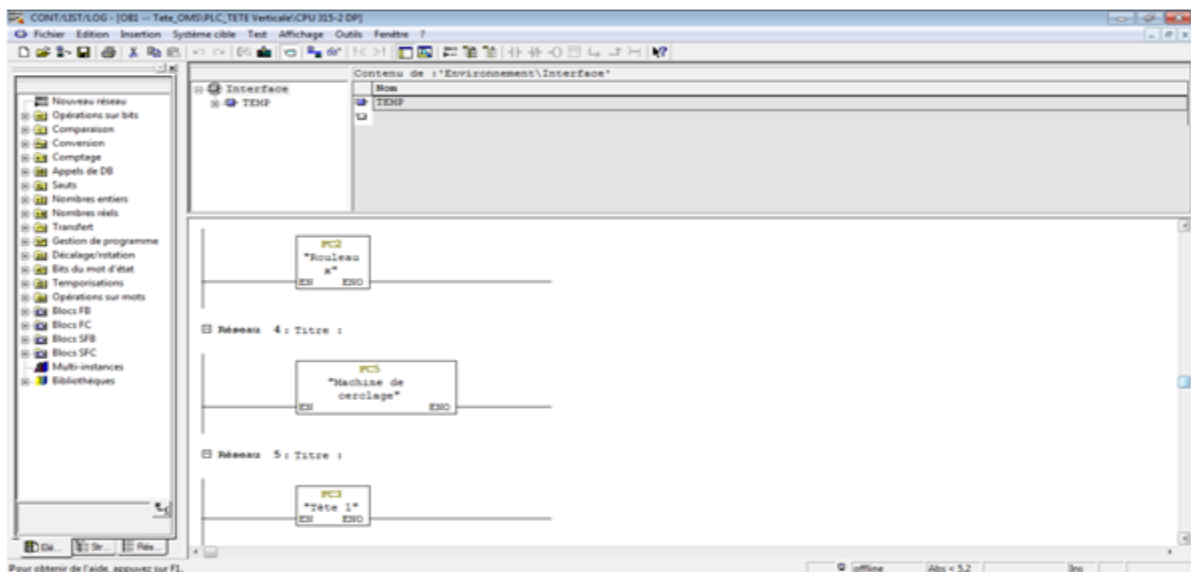 CONT/LIST/LOG - [OB1 -- Tete_OMS\PLC_TETE Verticale\CPU 315-2 DP]
Fichier Edition Insertion Système cible Test Affichage Outils Fenêtre ?
Contenu de :'Environnement\Interface'
Interface
TEMP
Nom
TEMP
Nouveau réseau
Opérations sur bits
Comparaison
Conversion
Comptage
Appels de DB
Sauts
Nombres entiers
Nombres réels
Transfert
Gestion de programme
Décalage/rotation
Bits du mot d'état
Temporisations
Opérations sur mots
Blocs FB
Blocs FC
Blocs SFB
Blocs SFC
Multi-instances
Bibliothèques
FC2
"Rouleau
x"
EN ENO
Réseau 4 : Titre :
FC5
"Machine de
cerclage"
EN ENO
Réseau 5 : Titre :
FC3
"Tête 1"
EN ENO
Str...
Rés...
Pour obtenir de l'aide, appuyez sur F1.
offline
Abs < 5.2
Ins